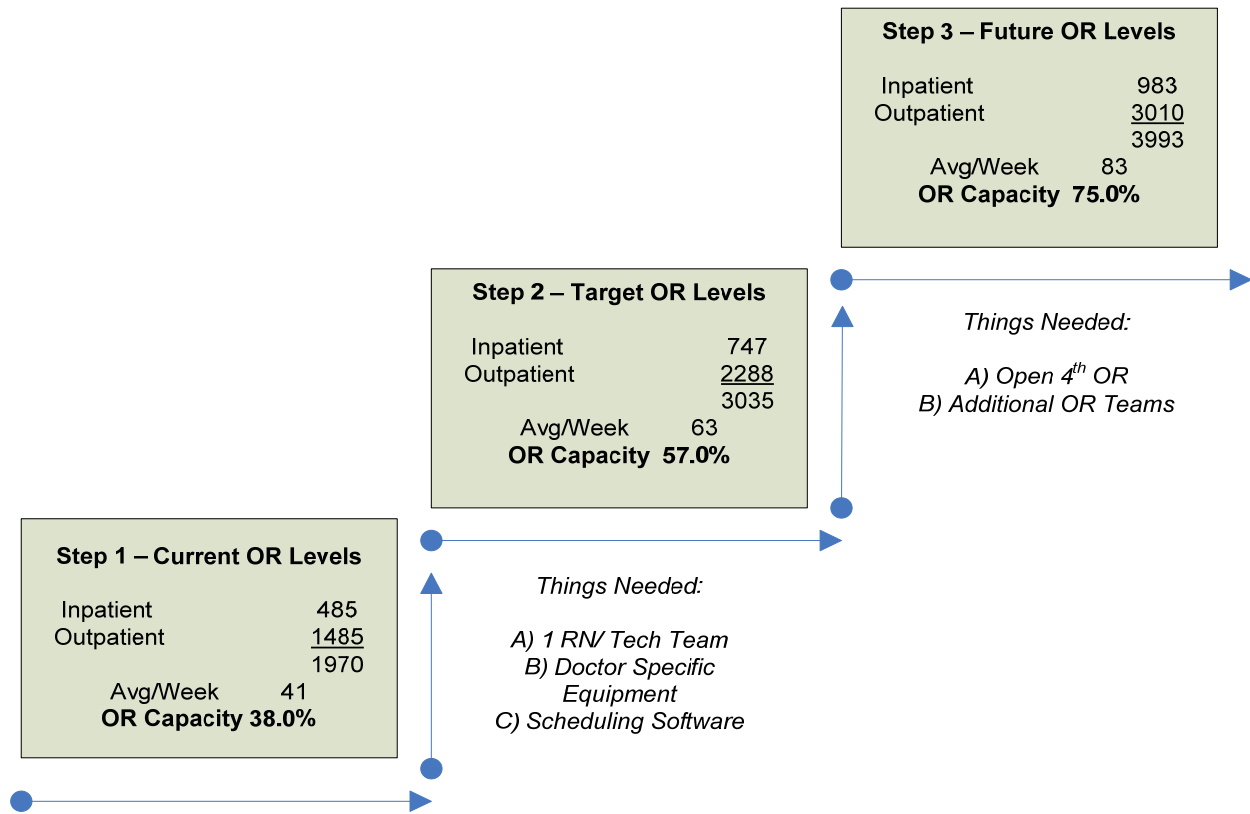 Step 3 – Future OR Levels
Inpatient 983
Outpatient 3010
3993
Avg/Week 83
OR Capacity 75.0%
Step 2 – Target OR Levels
Inpatient 747
Outpatient 2288
3035
Avg/Week 63
OR Capacity 57.0%
Things Needed:
A) Open 4th OR
B) Additional OR Teams
Step 1 – Current OR Levels
Inpatient 485
Outpatient 1485
1970
Avg/Week 41
OR Capacity 38.0%
Things Needed:
A) 1 RN/ Tech Team
B) Doctor Specific
Equipment
C) Scheduling Software